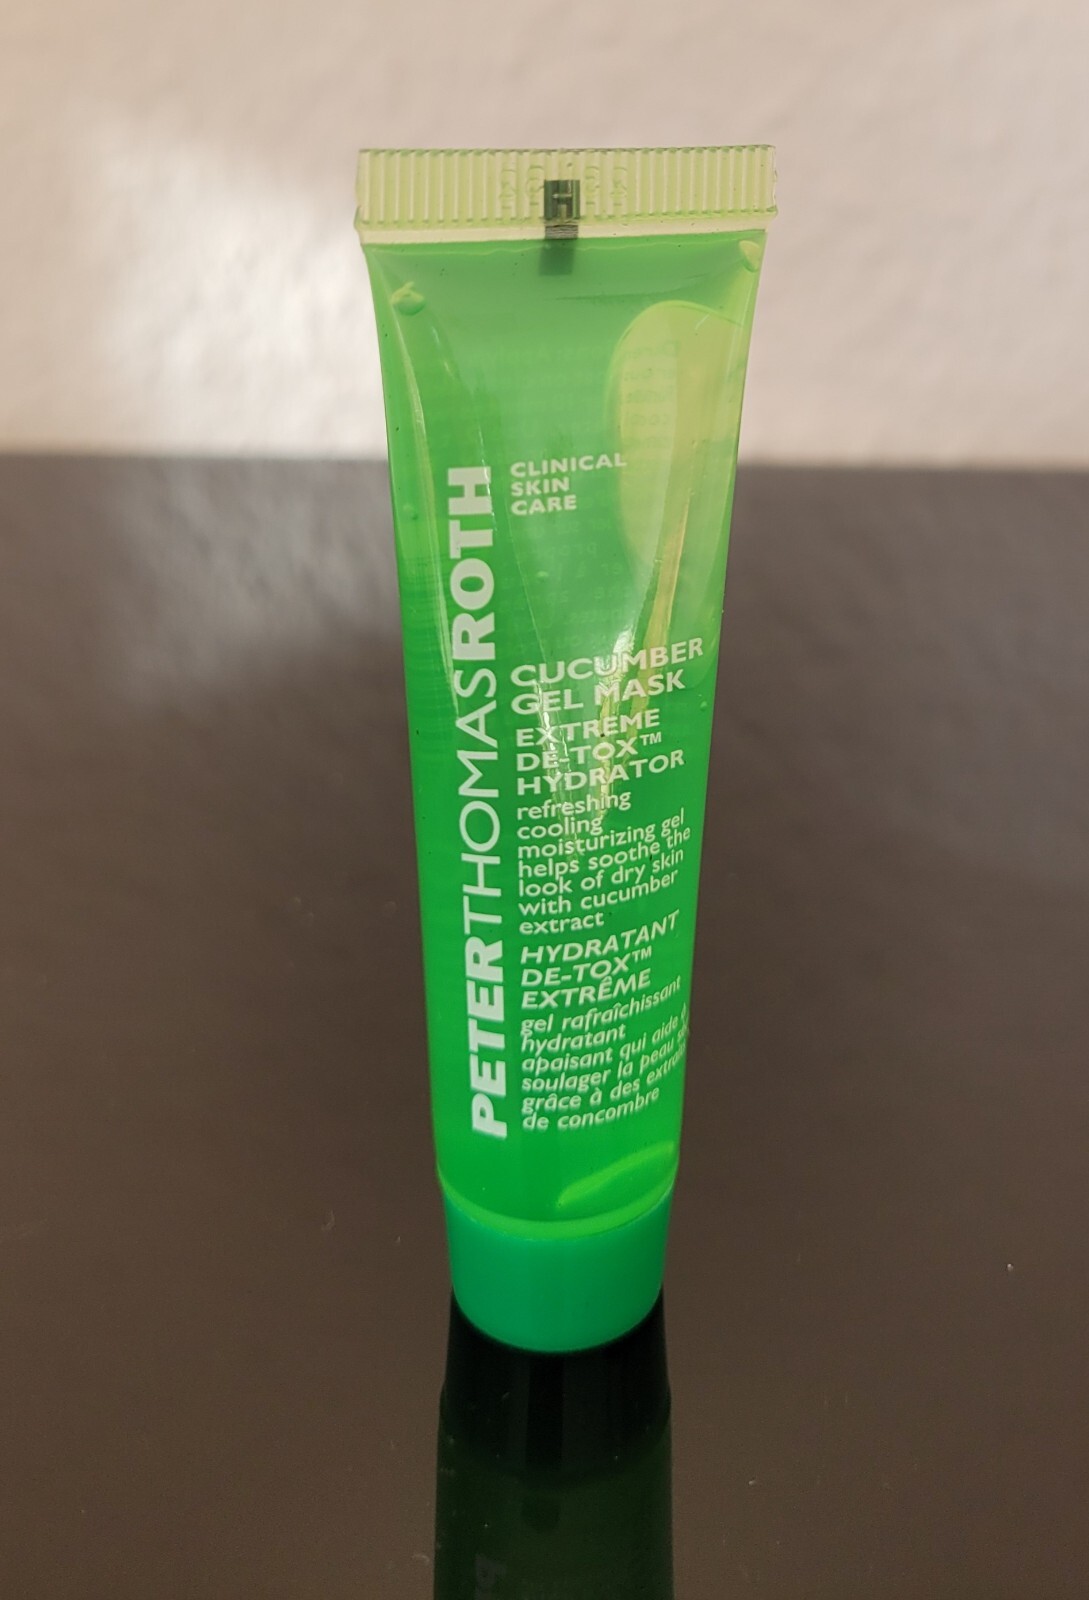 PETERTHOMASROTH
CLINICAL
SKIN
CARE
CUCUMBER
GEL MASK
EXTREME
DE-TOX™
HYDRATOR
refreshing
cooling
moisturizing gel
helps soothe the
look of dry skin
with cucumber
extract
HYDRATANT
DE-TOX™
EXTRÊME
gel rafraîchissant
hydratant
apaisant qui aide à
soulager la peau
grâce à des
de concombre